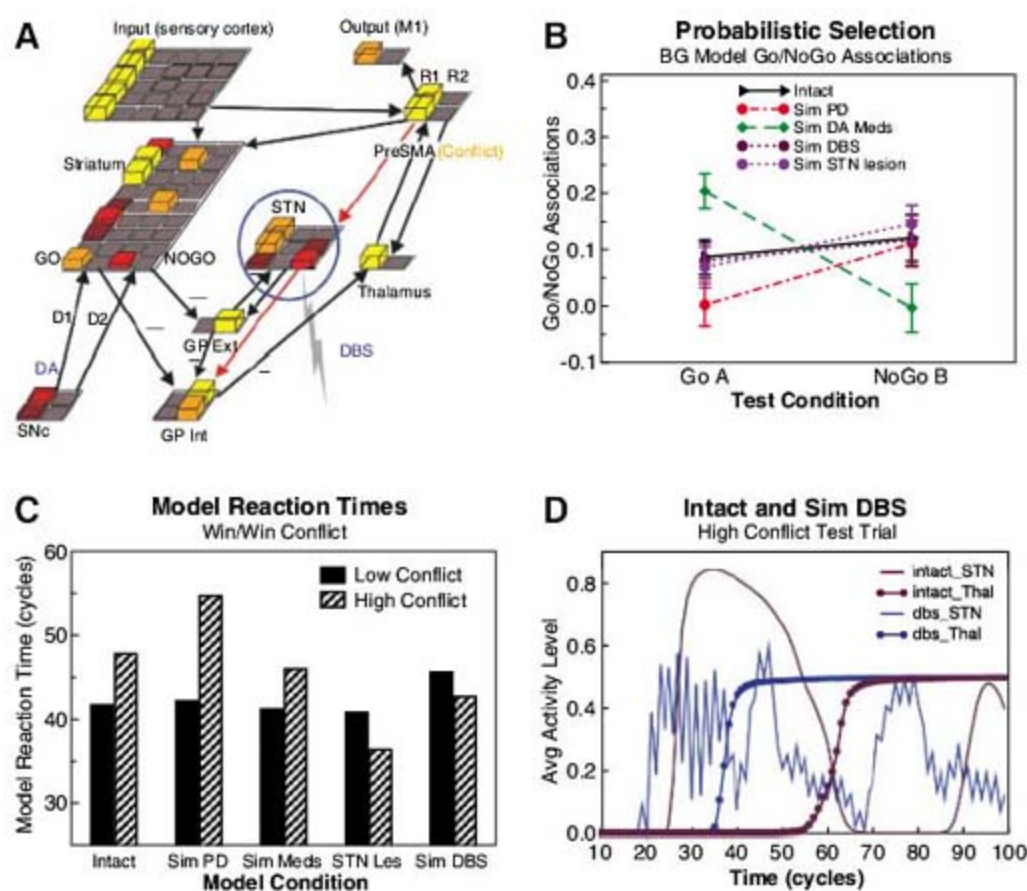 A
Input (sensory cortex)
Output (M1)
R1 R2
Striatum
PreSMA (Conflict)
STN
GO
NOGO
Thalamus
D1
D2
GP Ext
DA
DBS
SNc
GP Int
B
Probabilistic Selection
BG Model Go/NoGo Associations
Go/NoGo Associations
0.4
0.3
0.2
0.1
0.0
-0.1
Intact
Sim PD
Sim DA Meds
Sim DBS
Sim STN lesion
Go A
NoGo B
Test Condition
C
Model Reaction Times
Win/Win Conflict
Model Reaction Time (cycles)
60
50
40
30
Low Conflict
High Conflict
Intact
Sim PD
Sim Meds
STN Les
Sim DBS
Model Condition
D
Intact and Sim DBS
High Conflict Test Trial
Avg Activity Level
0.8
0.6
0.4
0.2
0.0
intact_STN
intact_Thal
dbs_STN
dbs_Thal
10 20 30 40 50 60 70 80 90 100
Time (cycles)